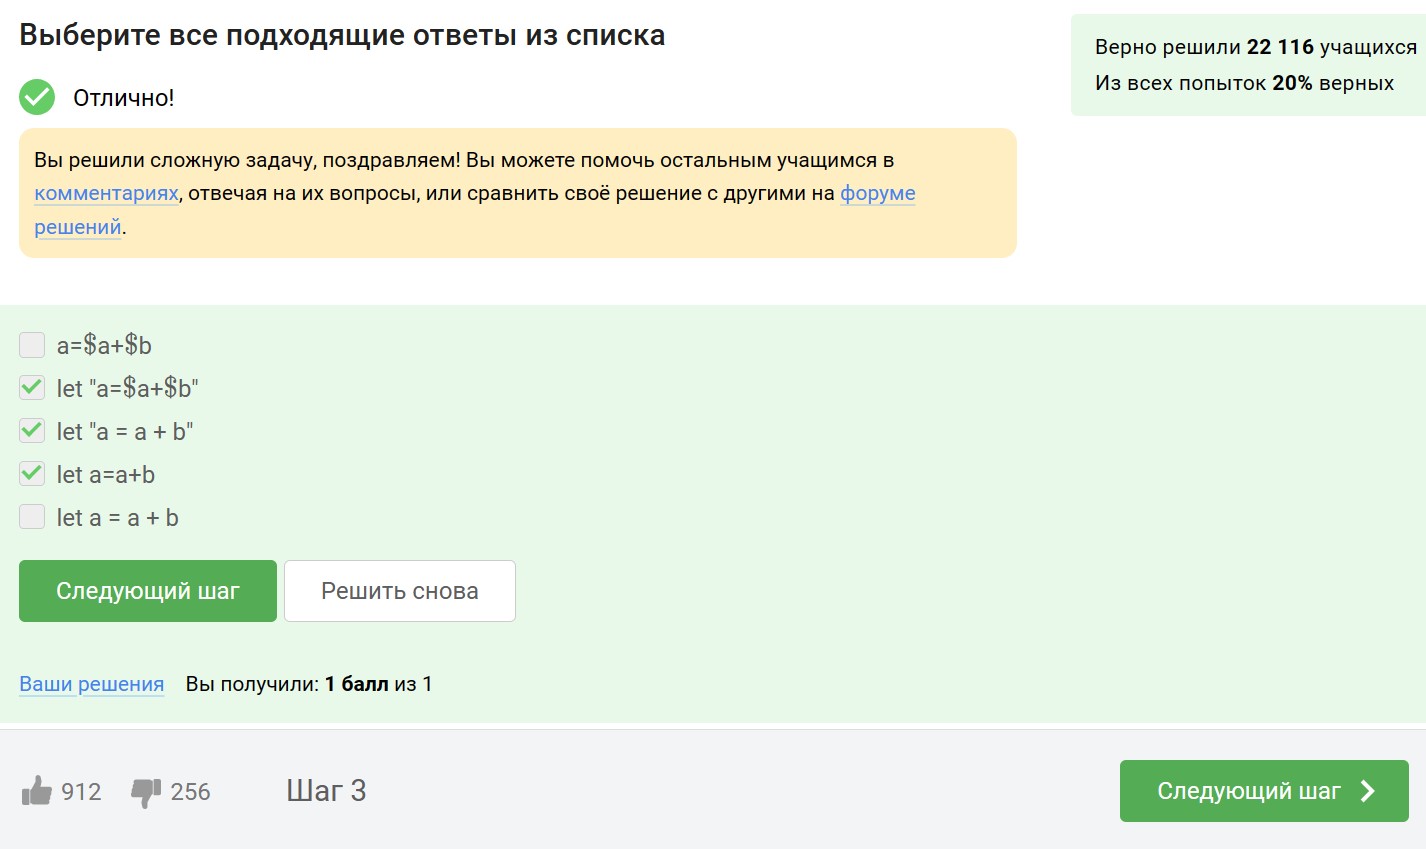 Выберите все подходящие ответы из списка
Верно решили 22 116 учащихся
Из всех попыток 20% верных
Отлично!
Вы решили сложную задачу, поздравляем! Вы можете помочь остальным учащимся в
комментариях, отвечая на их вопросы, или сравнить своё решение с другими на форуме
решений.
a=$a+$b
let "a=$a+$b"
let "a = a + b"
let a=a+b
let a = a + b
Следующий шаг
Решить снова
Ваши решения Вы получили: 1 балл из 1
912 256 Шаг 3 Следующий шаг